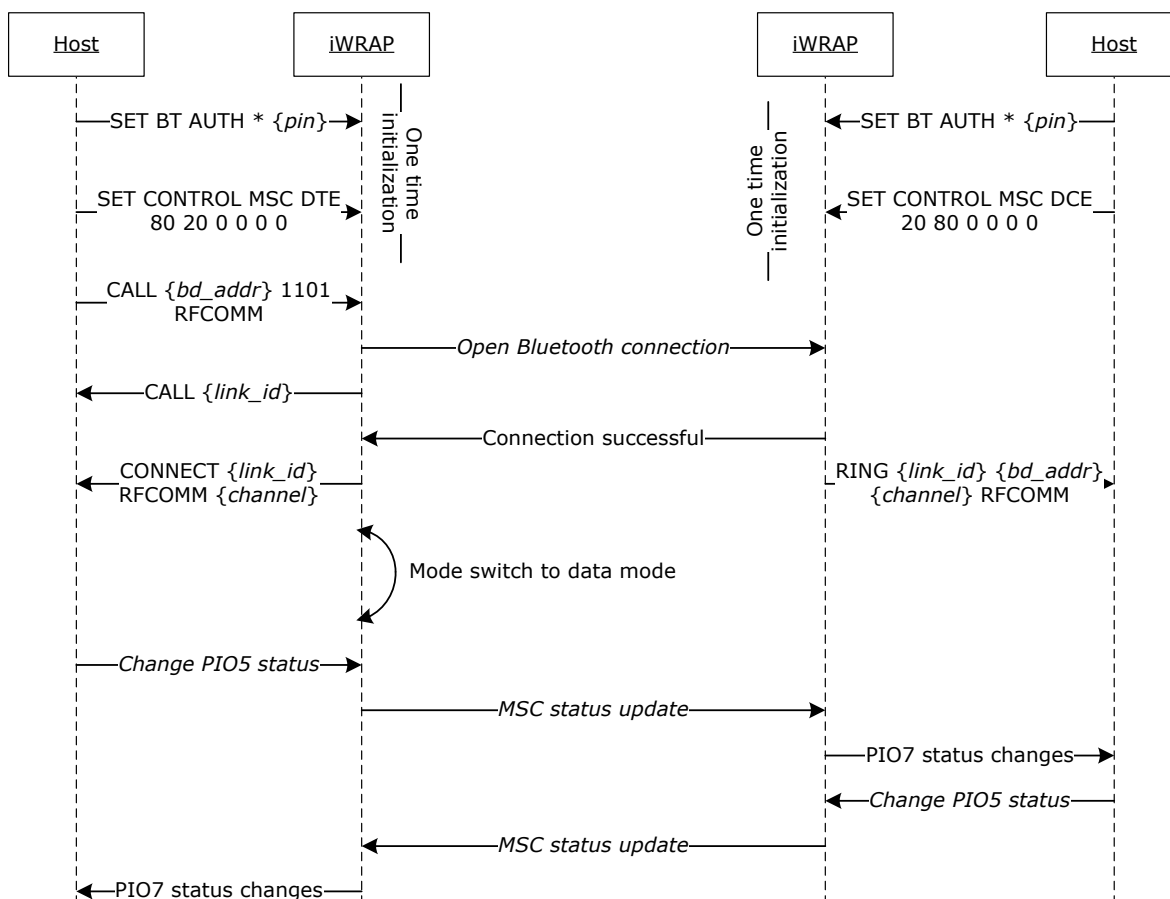 Host
iWRAP
iWRAP
Host
SET BT AUTH * {pin}
SET BT AUTH * {pin}
One time
initialization
One time
initialization
SET CONTROL MSC DTE
80 20 0 0 0 0
SET CONTROL MSC DCE
20 80 0 0 0 0
CALL {bd_addr} 1101
RFCOMM
Open Bluetooth connection
CALL {link_id}
Connection successful
CONNECT {link_id}
RFCOMM {channel}
RING {link_id} {bd_addr}
{channel} RFCOMM
Mode switch to data mode
Change PIO5 status
MSC status update
PIO7 status changes
Change PIO5 status
MSC status update
PIO7 status changes